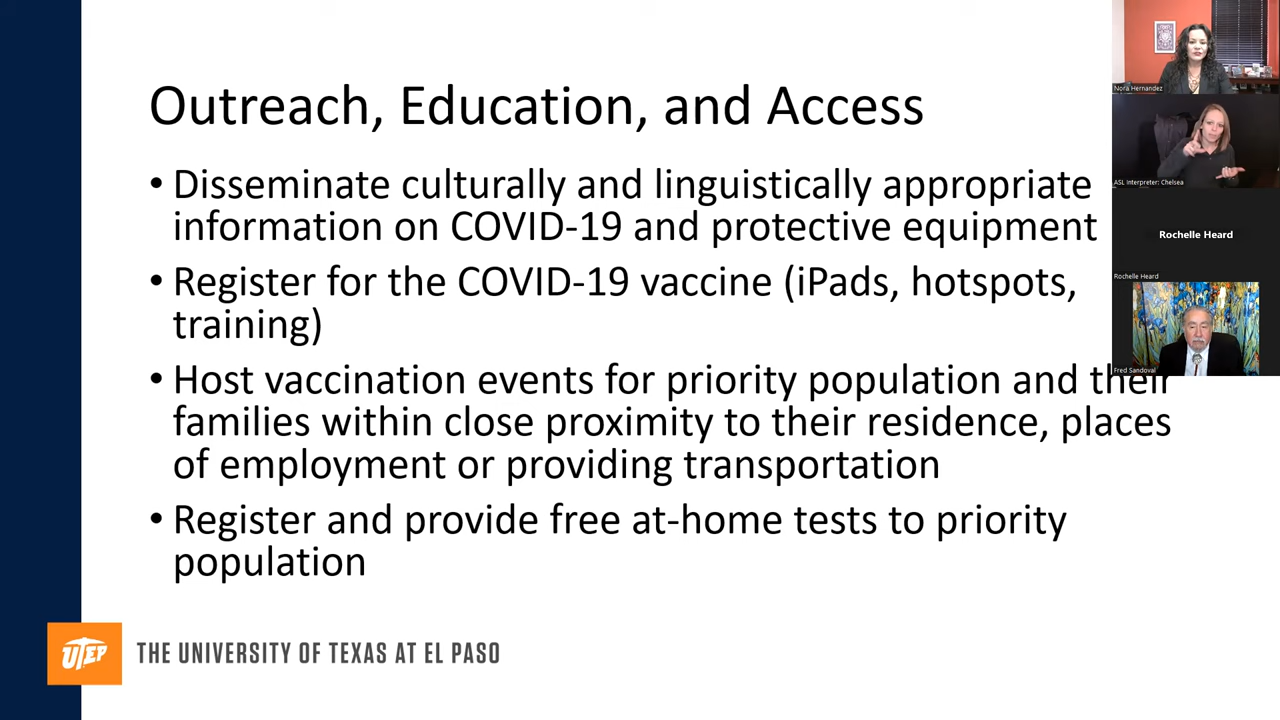 Outreach, Education, and Access
• Disseminate culturally and linguistically appropriate
information on COVID-19 and protective equipment
• Register for the COVID-19 vaccine (iPads, hotspots,
training)
• Host vaccination events for priority population and their
families within close proximity to their residence, places
of employment or providing transportation
• Register and provide free at-home tests to priority
population
UTEP
THE UNIVERSITY OF TEXAS AT EL PASO
Nora Hernandez
ASL Interpreter: Chelsea
Rochelle Heard
Rochelle Heard
Fred Sandoval